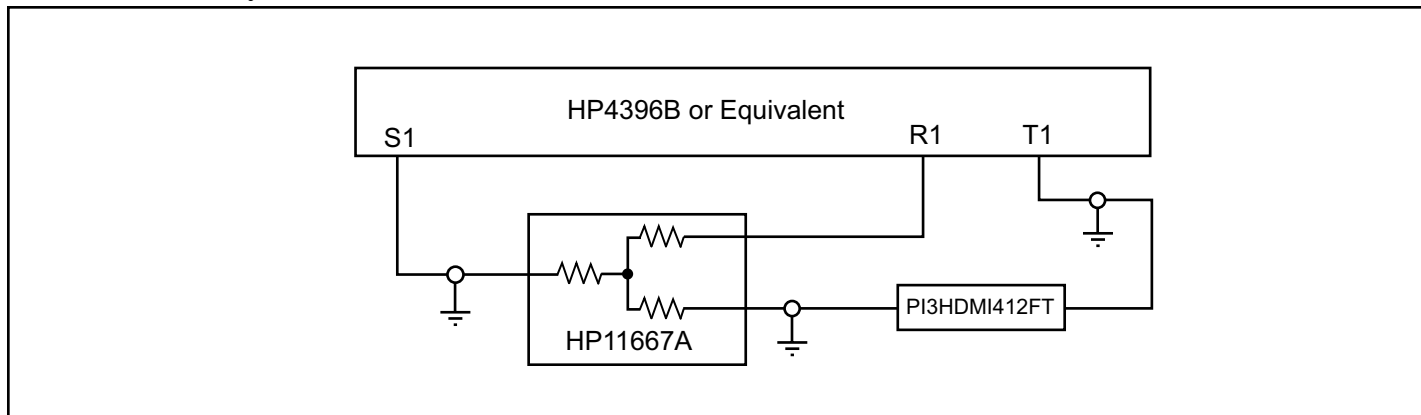 HP4396B or Equivalent
S1
R1
T1
PI3HDMI412FT
HP11667A